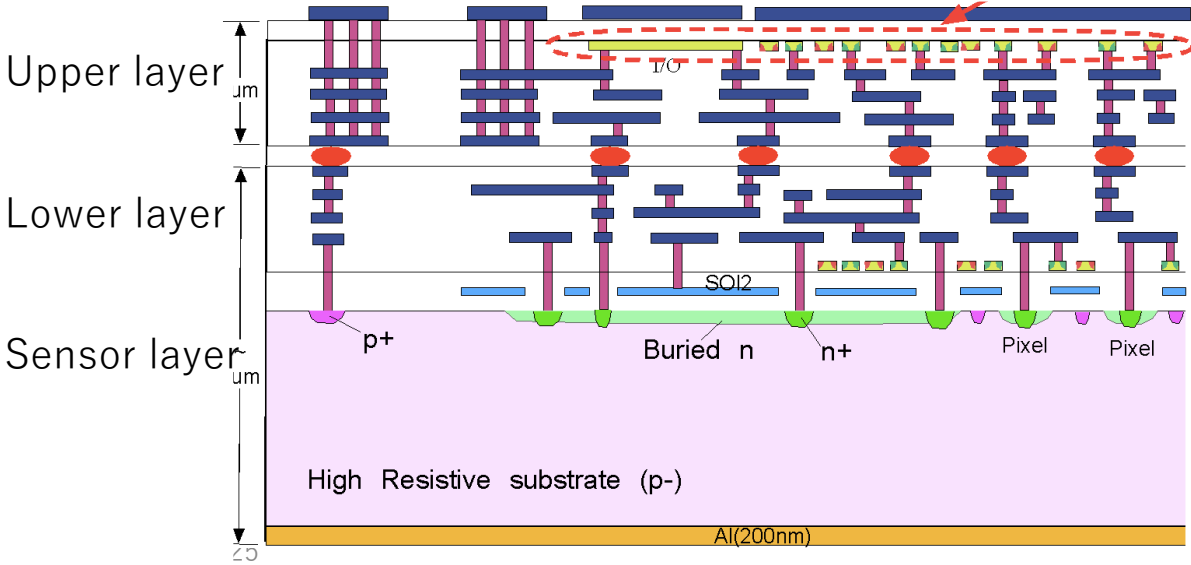 Upper layer
I/O
um
Lower layer
SOI2
p+
Buried n
n+
Pixel
Pixel
Sensor layer
um
High Resistive substrate (p-)
Al(200nm)
25